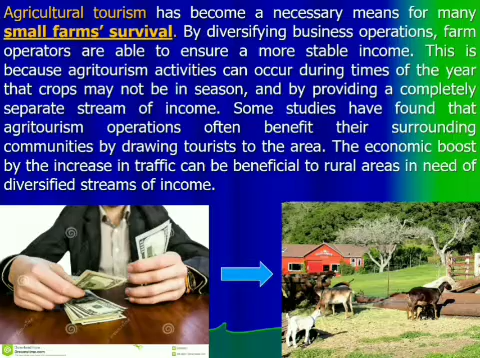 Agricultural tourism has become a necessary means for many
small farms' survival. By diversifying business operations, farm
operators are able to ensure a more stable income. This is
because agritourism activities can occur during times of the year
that crops may not be in season, and by providing a completely
separate stream of income. Some studies have found that
agritourism operations often benefit their surrounding
communities by drawing tourists to the area. The economic boost
by the increase in traffic can be beneficial to rural areas in need of
diversified streams of income.